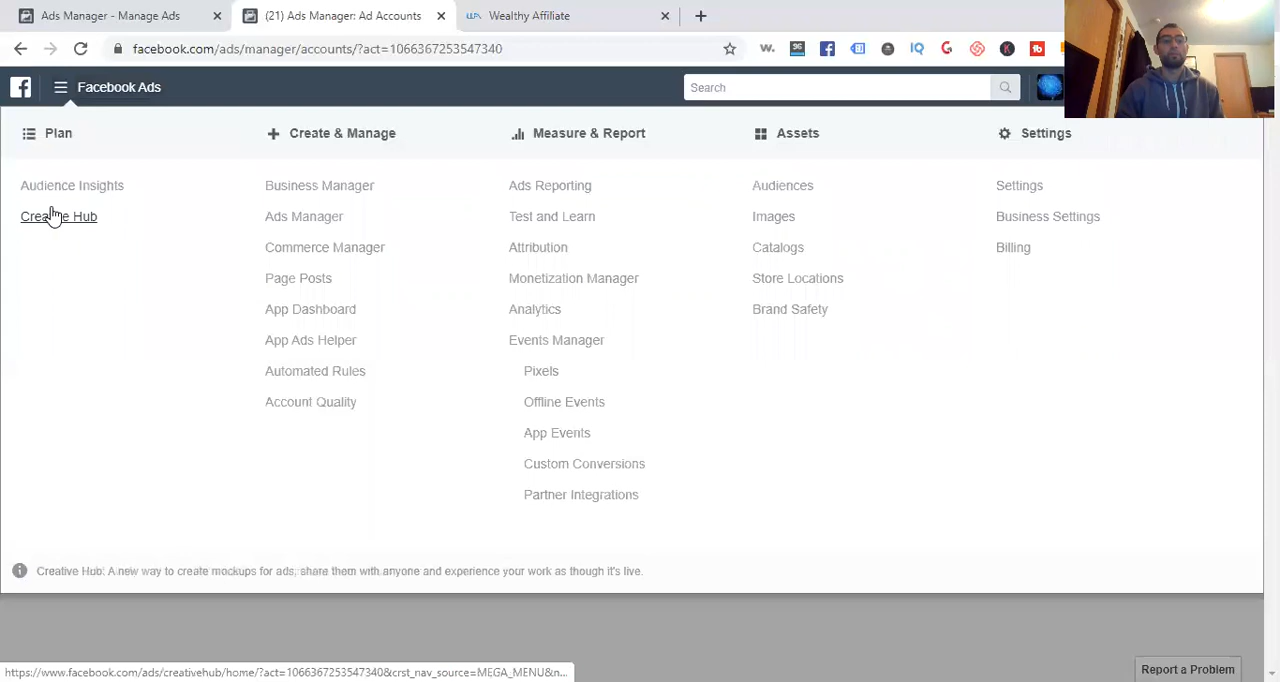 Ads Manager - Manage Ads
(21) Ads Manager: Ad Accounts
Wealthy Affiliate
facebook.com/ads/manager/accounts/?act=1066367253547340
Facebook Ads
Search
Plan
Create & Manage
Measure & Report
Assets
Settings
Audience Insights
Business Manager
Ads Reporting
Audiences
Settings
Creative Hub
Ads Manager
Test and Learn
Images
Business Settings
Commerce Manager
Attribution
Catalogs
Billing
Page Posts
Monetization Manager
Store Locations
App Dashboard
Analytics
Brand Safety
App Ads Helper
Events Manager
Automated Rules
Pixels
Account Quality
Offline Events
App Events
Custom Conversions
Partner Integrations
Creative Hub: A new way to create mockups for ads, share them with anyone and experience your work as though it's live.
https://www.facebook.com/ads/creativehub/home/?act=1066367253547340&crst_nav_source=MEGA_MENU&n...
Report a Problem